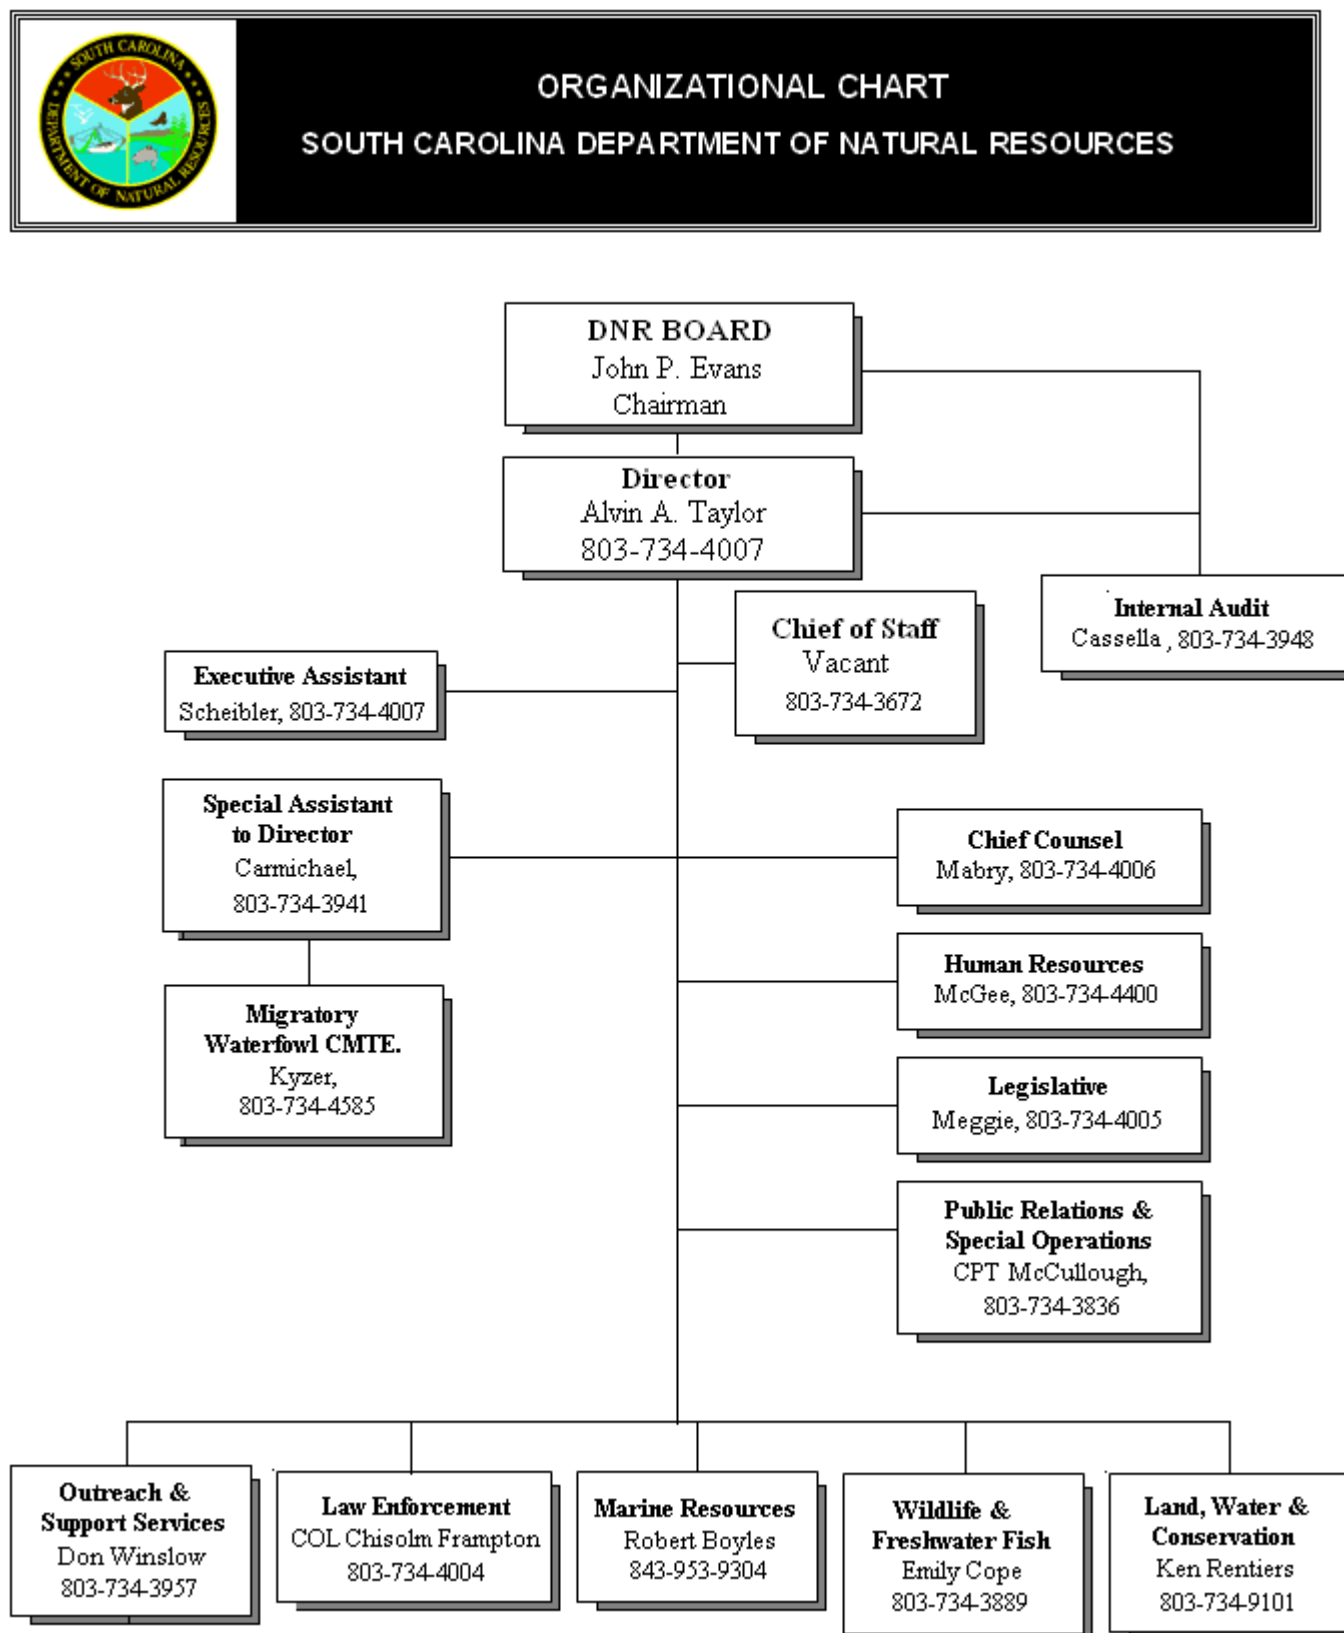 SOUTH CAROLINA
DEPARTMENT OF NATURAL RESOURCES
ORGANIZATIONAL CHART
SOUTH CAROLINA DEPARTMENT OF NATURAL RESOURCES
DNR BOARD
John P. Evans
Chairman
Director
Alvin A. Taylor
803-734-4007
Internal Audit
Cassella , 803-734-3948
Chief of Staff
Vacant
803-734-3672
Executive Assistant
Scheibler, 803-734-4007
Special Assistant
to Director
Carmichael,
803-734-3941
Chief Counsel
Mabry, 803-734-4006
Human Resources
McGee, 803-734-4400
Migratory
Waterfowl CMTE.
Kyzer,
803-734-4585
Legislative
Meggie, 803-734-4005
Public Relations &
Special Operations
CPT McCullough,
803-734-3836
Outreach &
Support Services
Don Winslow
803-734-3957
Law Enforcement
COL Chisolm Frampton
803-734-4004
Marine Resources
Robert Boyles
843-953-9304
Wildlife &
Freshwater Fish
Emily Cope
803-734-3889
Land, Water &
Conservation
Ken Rentiers
803-734-9101